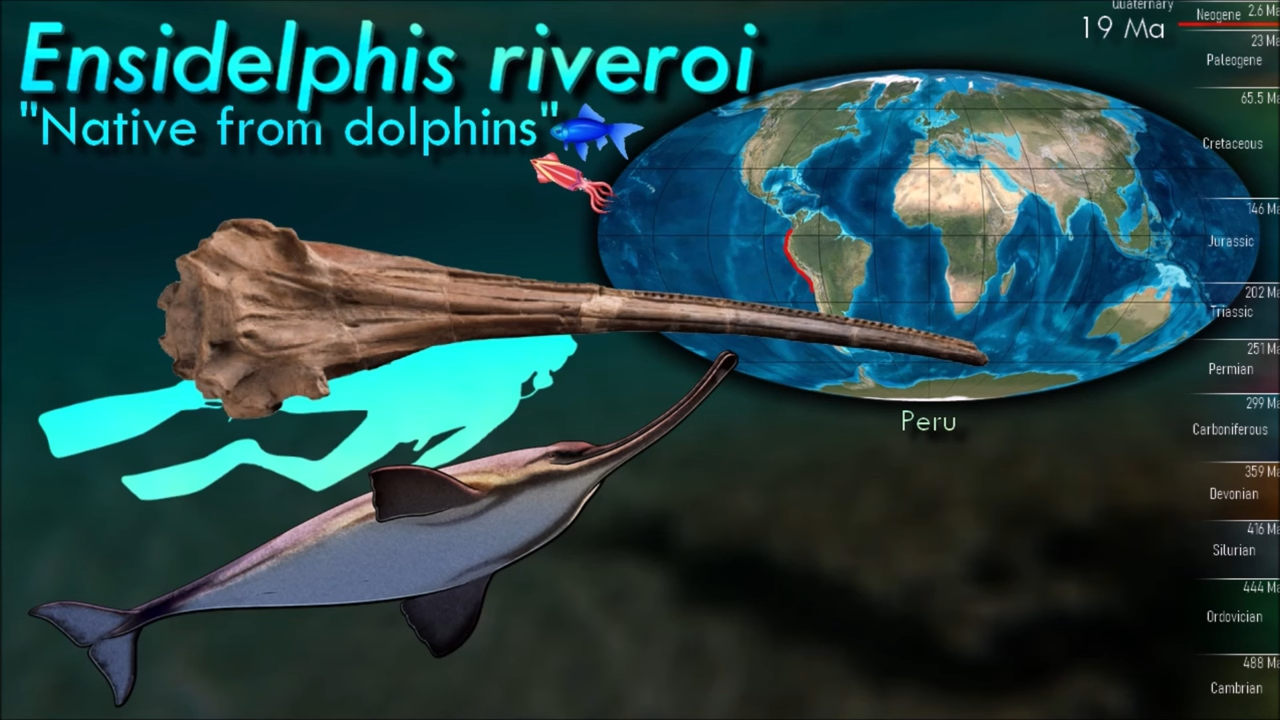 Ensidelphis riveroi
"Native from dolphins"
19 Ma
Peru
Quaternary
2.6 Ma
Neogene
23 Ma
Paleogene
65.5 Ma
Cretaceous
146 Ma
Jurassic
202 Ma
Triassic
251 Ma
Permian
299 Ma
Carboniferous
359 Ma
Devonian
416 Ma
Silurian
444 Ma
Ordovician
488 Ma
Cambrian